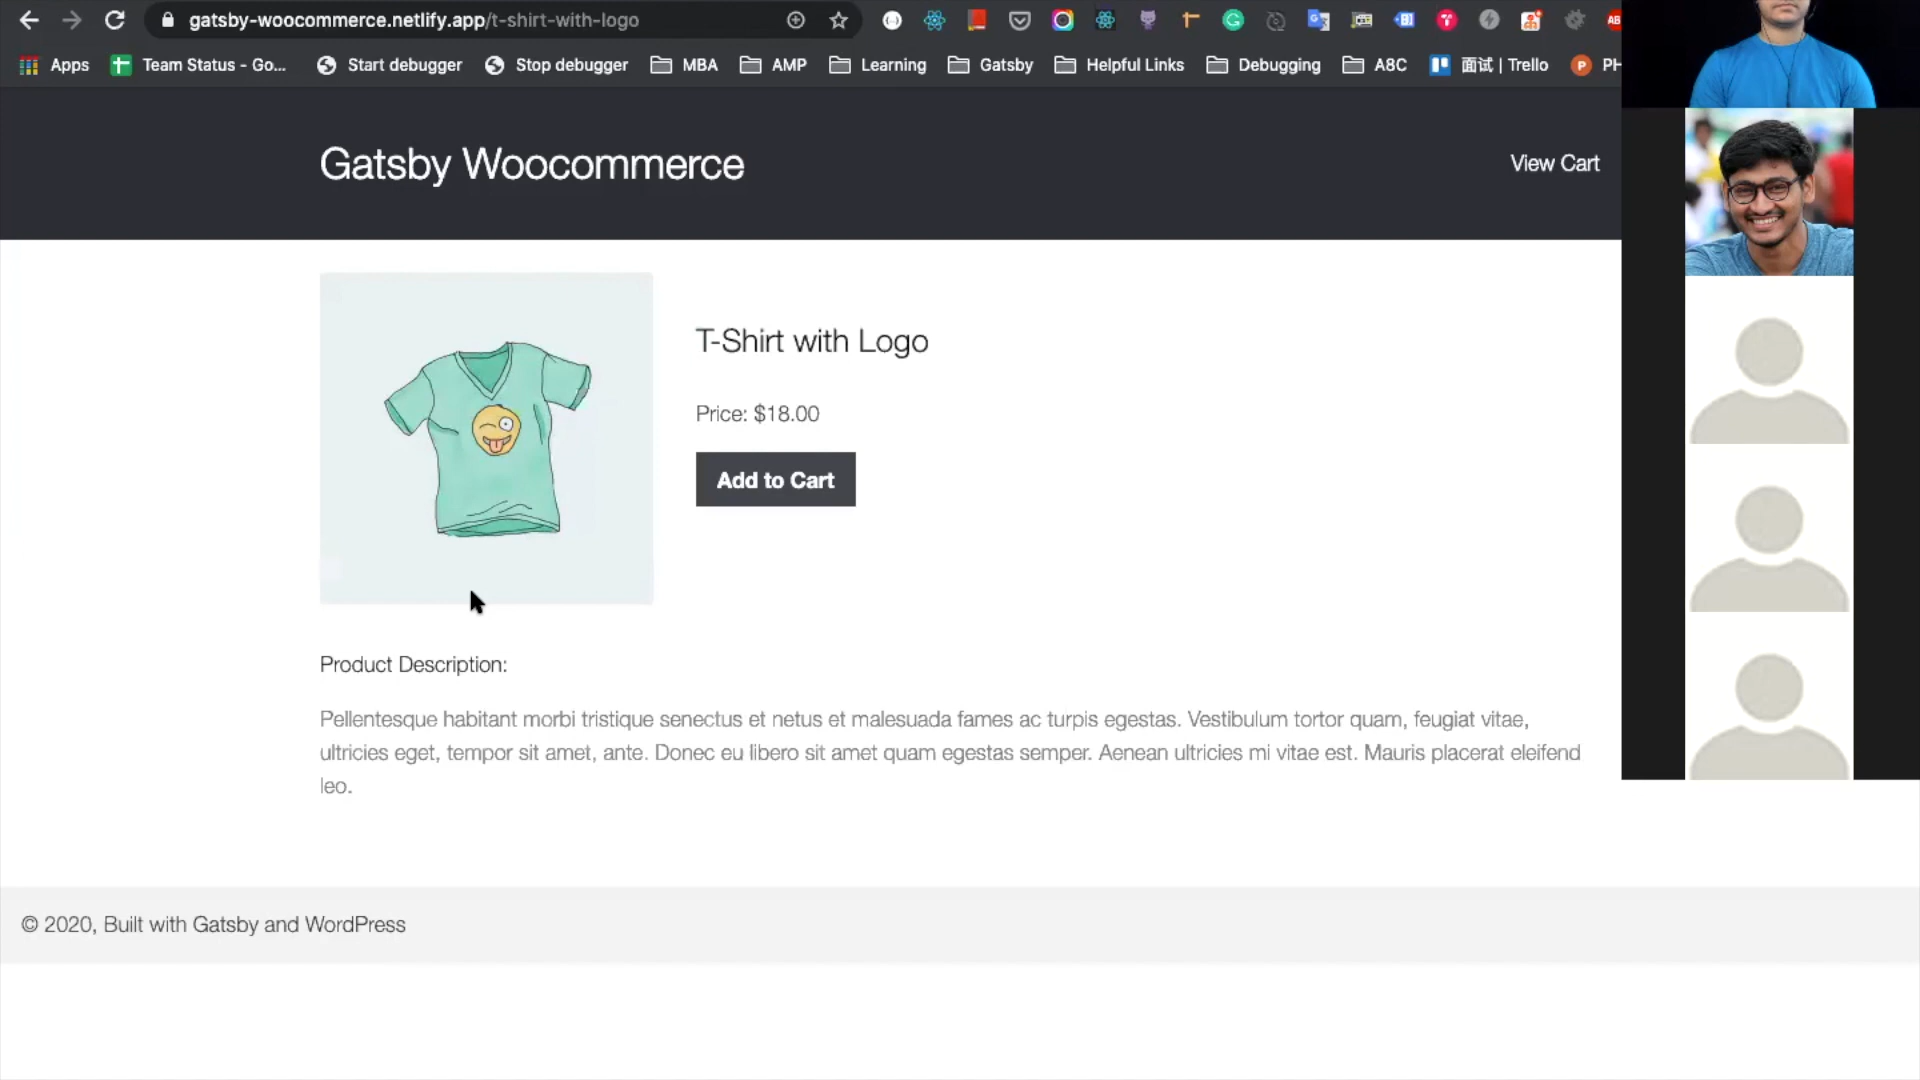 gatsby-woocommerce.netlify.app/t-shirt-with-logo
Apps Team Status - Go... Start debugger Stop debugger MBA AMP Learning Gatsby Helpful Links Debugging A8C 面试 | Trello PH
Gatsby Woocommerce
View Cart
T-Shirt with Logo
Price: $18.00
Add to Cart
Product Description:
Pellentesque habitant morbi tristique senectus et netus et malesuada fames ac turpis egestas. Vestibulum tortor quam, feugiat vitae,
ultricies eget, tempor sit amet, ante. Donec eu libero sit amet quam egestas semper. Aenean ultricies mi vitae est. Mauris placerat eleifend
leo.
© 2020, Built with Gatsby and WordPress